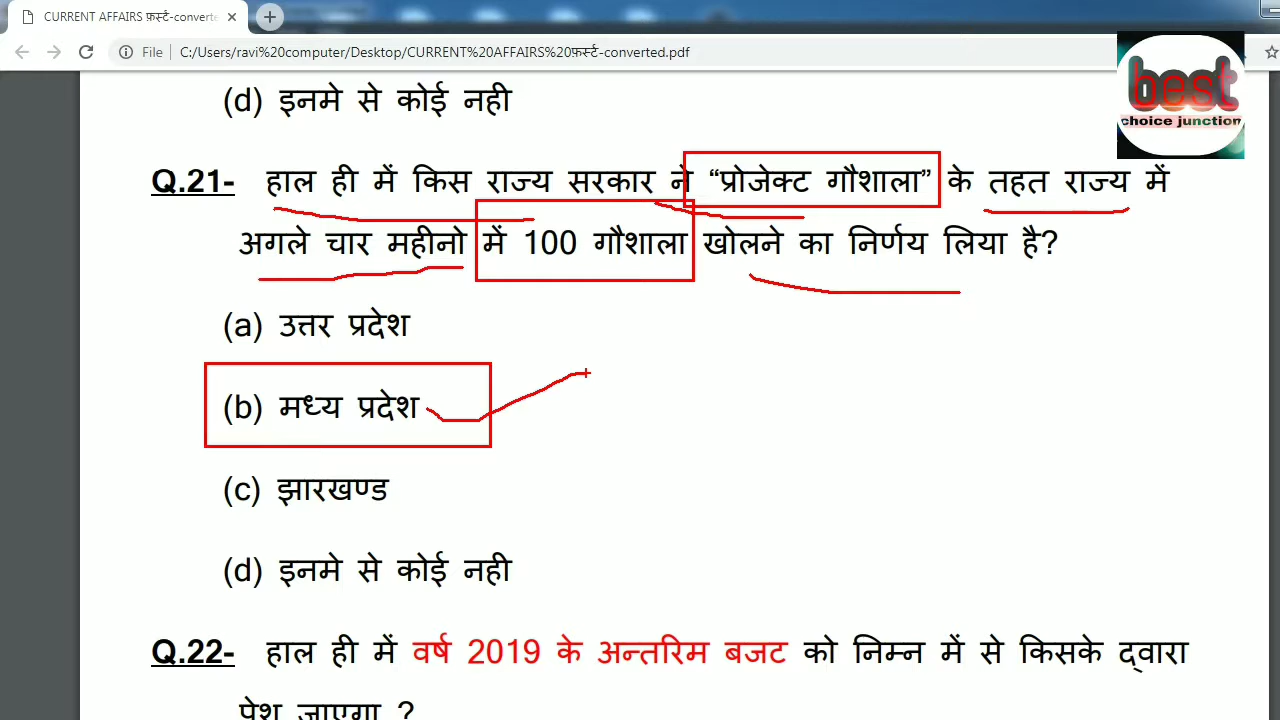 CURRENT AFFAIRS फ़र्स्ट-converte
File C:/Users/ravi%20computer/Desktop/CURRENT%20AFFAIRS%20फ़र्स्ट-converted.pdf
best
choice junction
(d) इनमे से कोई नही
Q.21- हाल ही में किस राज्य सरकार ने “प्रोजेक्ट गौशाला” के तहत राज्य में
अगले चार महीनो में 100 गौशाला खोलने का निर्णय लिया है?
(a) उत्तर प्रदेश
(b) मध्य प्रदेश
(c) झारखण्ड
(d) इनमे से कोई नही
Q.22- हाल ही में वर्ष 2019 के अन्तरिम बजट को निम्न में से किसके द्वारा
पेश जाएगा ?